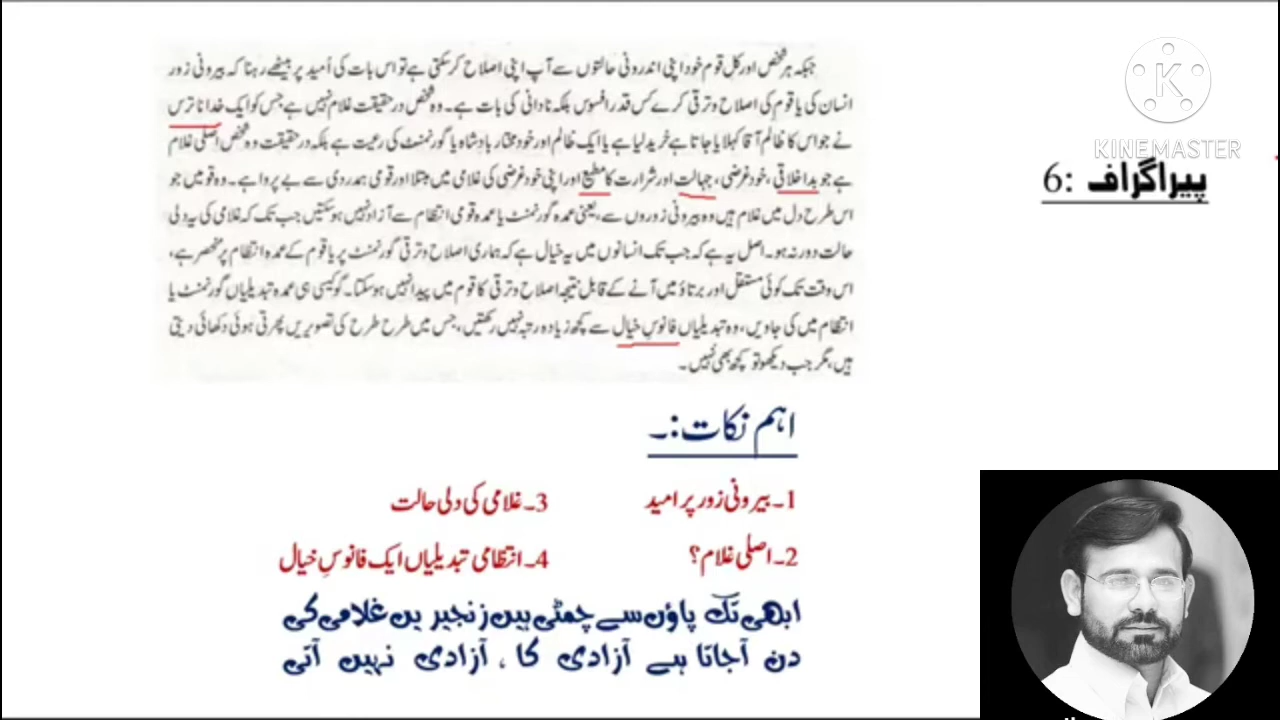 جبکہ ہر شخص اور کل قوم خود اپنی اندرونی حالتوں سے آپ اپنی اصلاح کر سکتی ہے تو اس بات کی اُمید پر بیٹھے رہنا کہ بیرونی زور
انسان کی یا قوم کی اصلاح و ترقی کرے کس قدر افسوس بلکہ نادانی کی بات ہے۔ وہ شخص درحقیقت غلام نہیں ہے جس کو ایک خدا ناترس
نے جو اس کا ظالم آقا کہلایا جاتا ہے خرید لیا ہے یا ایک ظالم اور خود مختار بادشاہ یا گورنمنٹ کی رعیت ہے بلکہ درحقیقت وہ شخص اصلی غلام
ہے جو بداخلاقی، خود غرضی، جہالت اور شرارت کا مطیع اور اپنی خود غرضی کی غلامی میں مبتلا اور قومی ہمدردی سے بے پروا ہے۔ وہ قومیں جو
اس طرح دل میں غلام ہیں وہ بیرونی زوروں سے، یعنی عمدہ گورنمنٹ یا عمدہ قومی انتظام سے آزاد نہیں ہو سکتیں جب تک کہ غلامی کی یہ دلی
حالت دور نہ ہو۔ اصل یہ ہے کہ جب تک انسانوں میں یہ خیال ہے کہ ہماری اصلاح و ترقی گورنمنٹ پر یا قوم کے عمدہ انتظام پر منحصر ہے،
اس وقت تک کوئی مستقل اور برتاؤ میں آنے کے قابل نتیجہ اصلاح و ترقی کا قوم میں پیدا نہیں ہو سکتا۔ گو کیسی ہی عمدہ تبدیلیاں گورنمنٹ یا
انتظام میں کی جاویں، وہ تبدیلیاں فانوسِ خیال سے کچھ زیادہ رتبہ نہیں رکھتیں، جس میں طرح طرح کی تصویریں پھرتی ہوئی دکھائی دیتی
ہیں، مگر جب دیکھو تو کچھ بھی نہیں۔
KINEMASTER
پیراگراف :6
اہم نکات:۔
1۔ بیرونی زور پر امید
3۔ غلامی کی دلی حالت
2۔ اصلی غلام؟
4۔ انتظامی تبدیلیاں ایک فانوسِ خیال
ابھی تک پاؤں سے چمٹی ہیں زنجیریں غلامی کی
دن آجاتا ہے آزادی کا ، آزادی نہیں آتی